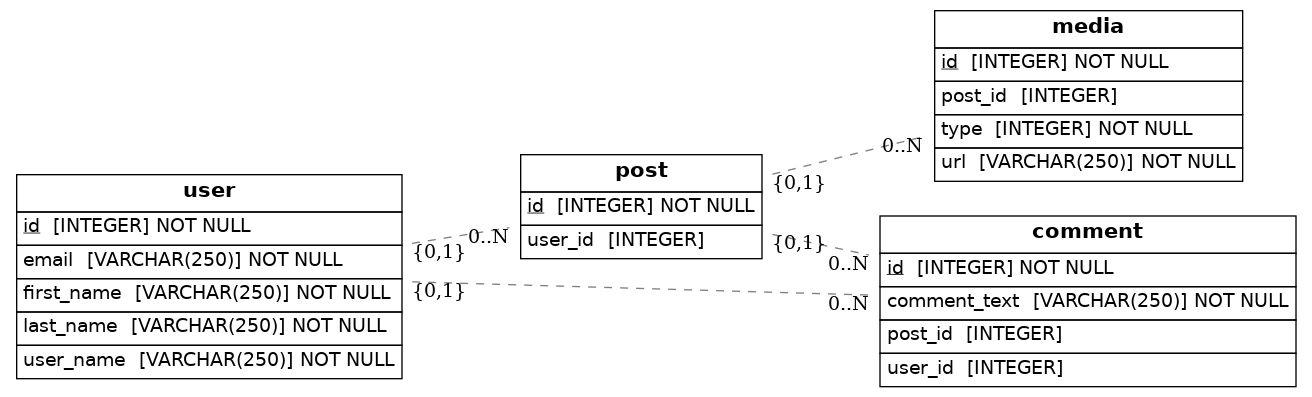 user
id [INTEGER] NOT NULL
email [VARCHAR(250)] NOT NULL
first_name [VARCHAR(250)] NOT NULL
last_name [VARCHAR(250)] NOT NULL
user_name [VARCHAR(250)] NOT NULL
{0,1}
0..N
{0,1}
0..N
post
id [INTEGER] NOT NULL
user_id [INTEGER]
{0,1}
0..N
{0,1}
0..N
media
id [INTEGER] NOT NULL
post_id [INTEGER]
type [INTEGER] NOT NULL
url [VARCHAR(250)] NOT NULL
comment
id [INTEGER] NOT NULL
comment_text [VARCHAR(250)] NOT NULL
post_id [INTEGER]
user_id [INTEGER]